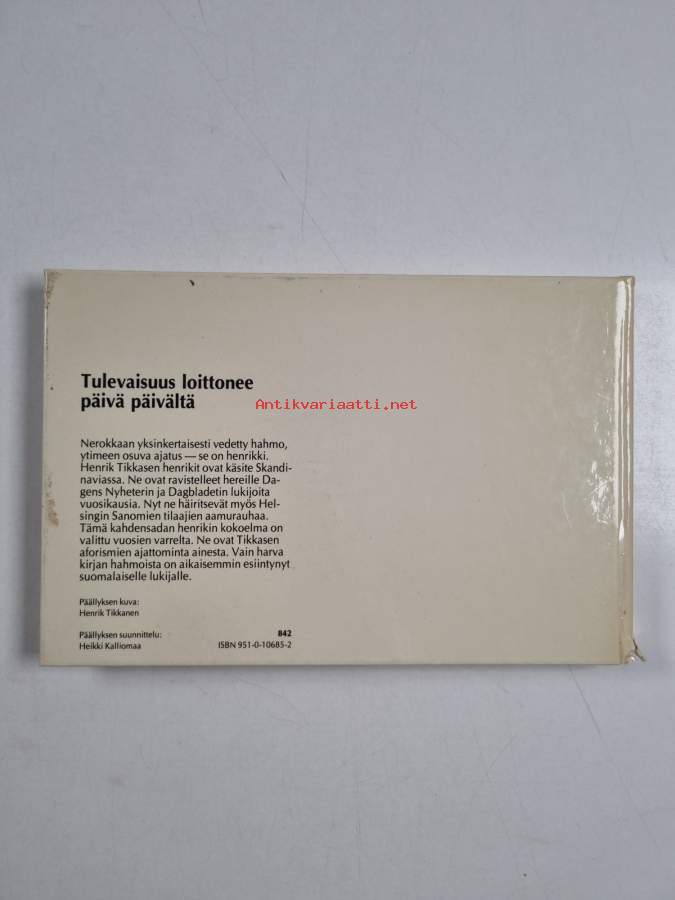 Tulevaisuus loittonee
päivä päivältä
Antikvariaatti.net
Nerokkaan yksinkertaisesti vedetty hahmo,
ytimeen osuva ajatus — se on henrikki.
Henrik Tikkasen henrikit ovat käsite Skandi-
naviassa. Ne ovat ravistelleet hereille Da-
gens Nyheterin ja Dagbladetin lukijoita
vuosikausia. Nyt ne häiritsevät myös Hel-
singin Sanomien tilaajien aamurauhaa.
Tämä kahdensadan henrikin kokoelma on
valittu vuosien varrelta. Ne ovat Tikkasen
aforismien ajattominta ainesta. Vain harva
kirjan hahmoista on aikaisemmin esiintynyt
suomalaiselle lukijalle.
Päällyksen kuva:
Henrik Tikkanen
Päällyksen suunnittelu: 842
Heikki Kalliomaa ISBN 951-0-10685-2